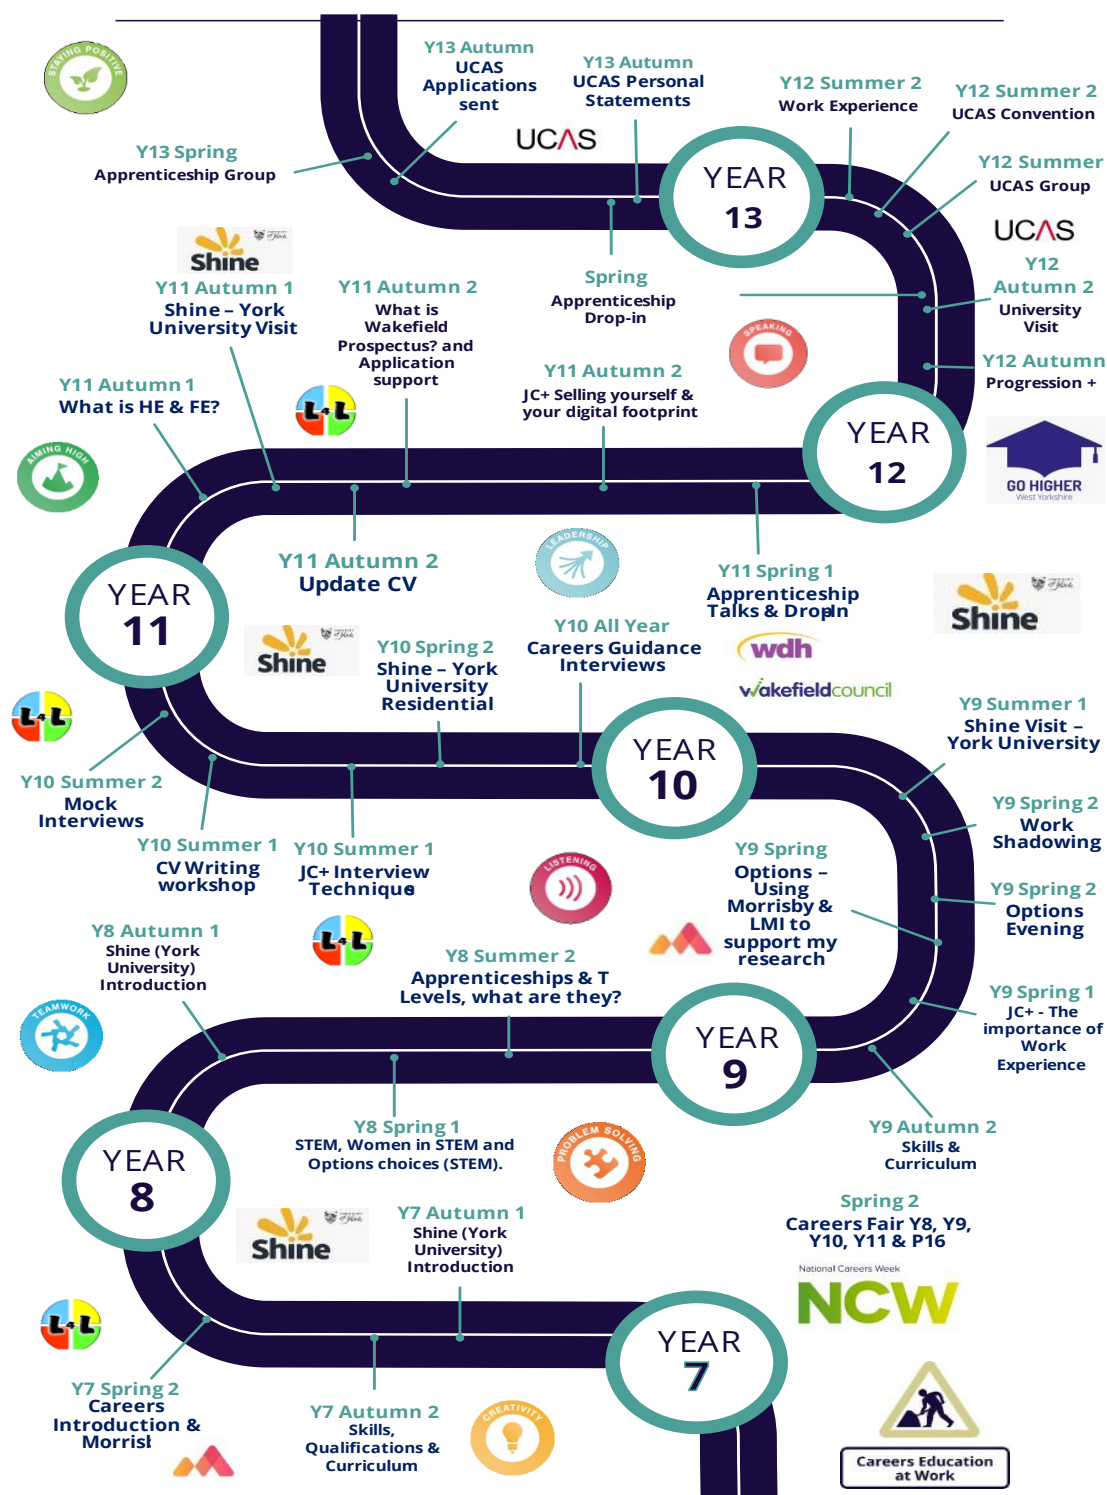 STAYING POSITIVE
Y13 Autumn
UCAS
Applications
sent
Y13 Autumn
UCAS Personal
Statements
Y12 Summer 2
Work Experience
Y12 Summer 2
UCAS Convention
UCAS
Y13 Spring
Apprenticeship Group
YEAR
13
Y12 Summer
UCAS Group
UCAS
Shine
Y11 Autumn 1
Shine – York
University Visit
Y11 Autumn 2
What is
Wakefield
Prospectus? and
Application
support
Spring
Apprenticeship
Drop-in
Y12
Autumn 2
University
Visit
SPEAKING
Y12 Autumn
Progression +
Y11 Autumn 1
What is HE & FE?
L4L
Y11 Autumn 2
JC+ Selling yourself &
your digital footprint
YEAR
12
GO HIGHER
West Yorkshire
AIMING HIGH
Y11 Autumn 2
Update CV
LEADERSHIP
Y11 Spring 1
Apprenticeship
Talks & DropIn
Shine
YEAR
11
Shine
Y10 Spring 2
Shine – York
University
Residential
Y10 All Year
Careers Guidance
Interviews
wdh
wakefieldcouncil
L4L
YEAR
10
Y9 Summer 1
Shine Visit –
York University
Y10 Summer 2
Mock
Interviews
Y10 Summer 1
CV Writing
workshop
Y10 Summer 1
JC+ Interview
Technique
LISTENING
Y9 Spring
Options –
Using
Morrisby &
LMI to
support my
research
Y9 Spring 2
Work
Shadowing
Y9 Spring 2
Options
Evening
L4L
Y8 Autumn 1
Shine (York
University)
Introduction
Y8 Summer 2
Apprenticeships & T
Levels, what are they?
Y9 Spring 1
JC+ - The
importance of
Work
Experience
TEAMWORK
YEAR
9
Y8 Spring 1
STEM, Women in STEM and
Options choices (STEM).
PROBLEM SOLVING
Y9 Autumn 2
Skills &
Curriculum
YEAR
8
Shine
Y7 Autumn 1
Shine (York
University)
Introduction
Spring 2
Careers Fair Y8, Y9,
Y10, Y11 & P16
National Careers Week
NCW
L4L
YEAR
7
Y7 Spring 2
Careers
Introduction &
Y7 Autumn 2
Skills,
Qualifications &
Curriculum
CREATIVITY
Careers Education
at Work